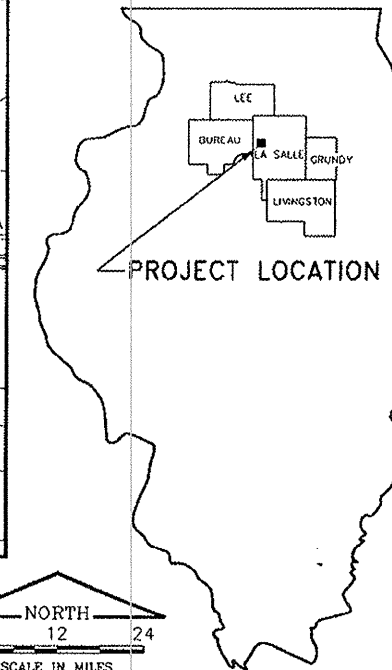 LEE
BUREAU
LA SALLE
GRUNDY
LIVINGSTON
PROJECT LOCATION
NORTH
12 24
SCALE IN MILES